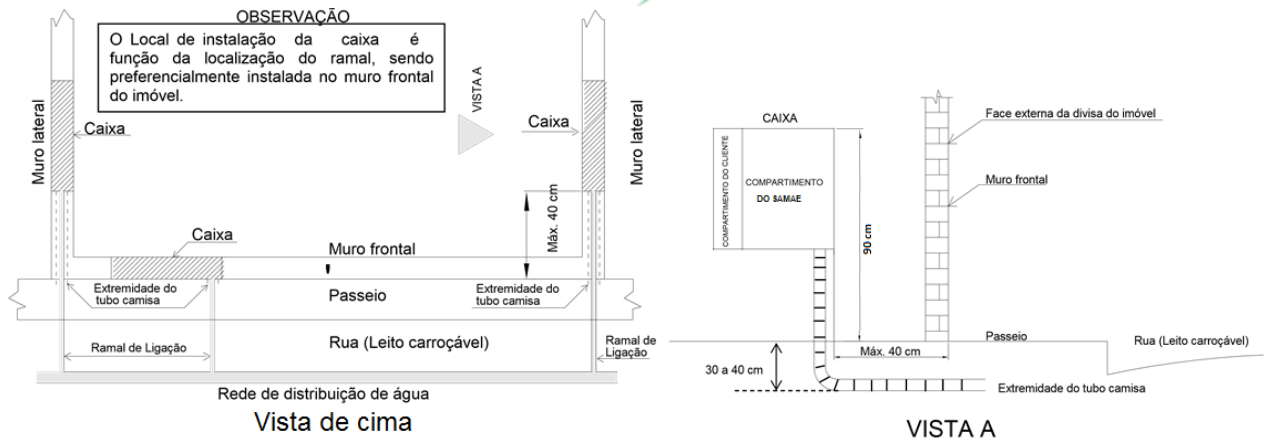 OBSERVAÇÃO
O Local de instalação da caixa é
função da localização do ramal, sendo
preferencialmente instalada no muro frontal
do imóvel.
Muro lateral
Caixa
VISTA A
Caixa
Muro lateral
Máx. 40 cm
Caixa
Muro frontal
Extremidade do
tubo camisa
Passeio
Extremidade do
tubo camisa
Ramal de Ligação
Rua (Leito carroçável)
Ramal de
Ligação
Rede de distribuição de água
Vista de cima
CAIXA
COMPARTIMENTO DO CLIENTE
COMPARTIMENTO
DO SAMAE
90 cm
Face externa da divisa do imóvel
Muro frontal
Passeio
Rua (Leito carroçável)
Máx. 40 cm
30 a 40 cm
Extremidade do tubo camisa
VISTA A